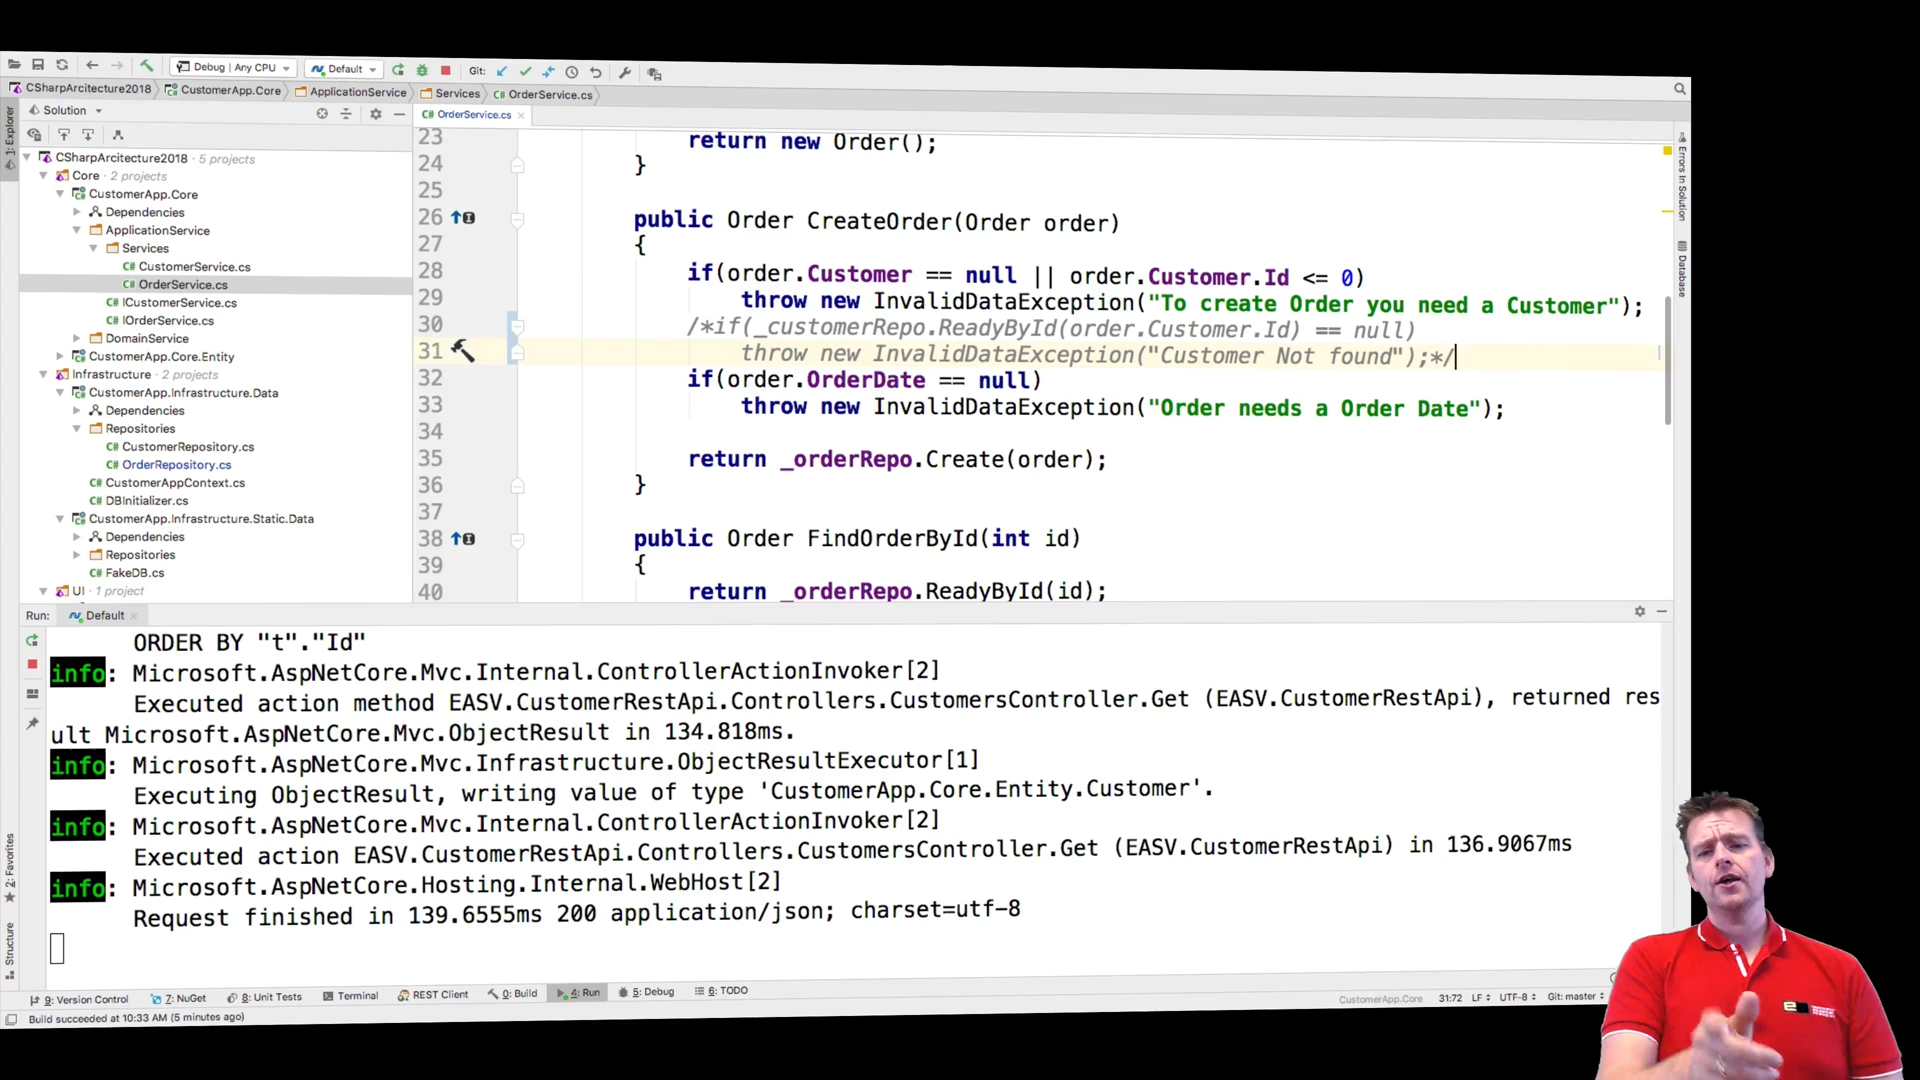 Debug | Any CPU
Default
Git:
CSharpArcitecture2018
CustomerApp.Core
ApplicationService
Services
OrderService.cs
Solution
OrderService.cs
1: Explorer
CSharpArcitecture2018 5 projects
Core 2 projects
CustomerApp.Core
Dependencies
ApplicationService
Services
CustomerService.cs
OrderService.cs
ICustomerService.cs
IOrderService.cs
DomainService
CustomerApp.Core.Entity
Infrastructure 2 projects
CustomerApp.Infrastructure.Data
Dependencies
Repositories
CustomerRepository.cs
OrderRepository.cs
CustomerAppContext.cs
DBInitializer.cs
CustomerApp.Infrastructure.Static.Data
Dependencies
Repositories
FakeDB.cs
UI 1 project
23 return new Order();
24 }
25
26 public Order CreateOrder(Order order)
27 {
28 if(order.Customer == null || order.Customer.Id <= 0)
29 throw new InvalidDataException("To create Order you need a Customer");
30 /*if(_customerRepo.ReadyById(order.Customer.Id) == null)
31 throw new InvalidDataException("Customer Not found");*/
32 if(order.OrderDate == null)
33 throw new InvalidDataException("Order needs a Order Date");
34
35 return _orderRepo.Create(order);
36 }
37
38 public Order FindOrderById(int id)
39 {
40 return _orderRepo.ReadyById(id);
Errors In Solution
Database
Run: Default
ORDER BY "t"."Id"
info: Microsoft.AspNetCore.Mvc.Internal.ControllerActionInvoker[2]
Executed action method EASV.CustomerRestApi.Controllers.CustomersController.Get (EASV.CustomerRestApi), returned res
ult Microsoft.AspNetCore.Mvc.ObjectResult in 134.818ms.
info: Microsoft.AspNetCore.Mvc.Infrastructure.ObjectResultExecutor[1]
Executing ObjectResult, writing value of type 'CustomerApp.Core.Entity.Customer'.
info: Microsoft.AspNetCore.Mvc.Internal.ControllerActionInvoker[2]
Executed action EASV.CustomerRestApi.Controllers.CustomersController.Get (EASV.CustomerRestApi) in 136.9067ms
info: Microsoft.AspNetCore.Hosting.Internal.WebHost[2]
Request finished in 139.6555ms 200 application/json; charset=utf-8
2: Favorites
Structure
9: Version Control
7: NuGet
8: Unit Tests
Terminal
REST Client
0: Build
4: Run
5: Debug
6: TODO
CustomerApp.Core
31:72
LF
UTF-8
Git: master
Build succeeded at 10:33 AM (5 minutes ago)